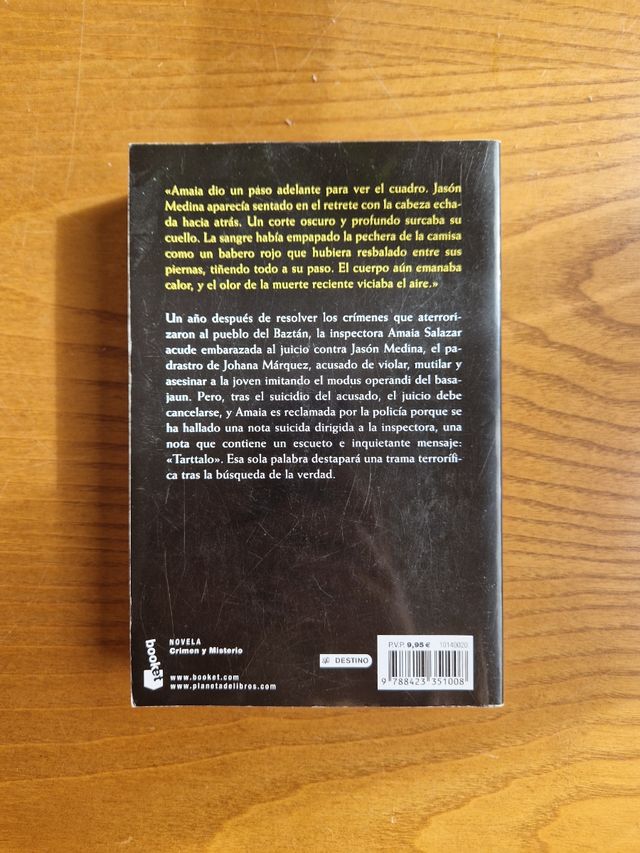 «Amaia dio un paso adelante para ver el cuadro. Jasón
Medina aparecía sentado en el retrete con la cabeza echa-
da hacia atrás. Un corte oscuro y profundo surcaba su
cuello. La sangre había empapado la pechera de la camisa
como un babero rojo que hubiera resbalado entre sus
piernas, tiñendo todo a su paso. El cuerpo aún emanaba
calor, y el olor de la muerte reciente viciaba el aire.»
Un año después de resolver los crímenes que aterrori-
zaron al pueblo del Baztán, la inspectora Amaia Salazar
acude embarazada al juicio contra Jasón Medina, el pa-
drastro de Johana Márquez, acusado de violar, mutilar y
asesinar a la joven imitando el modus operandi del basa-
jaun. Pero, tras el suicidio del acusado, el juicio debe
cancelarse, y Amaia es reclamada por la policía porque se
ha hallado una nota suicida dirigida a la inspectora, una
nota que contiene un escueto e inquietante mensaje:
«Tarttalo». Esa sola palabra destapará una trama terrorífi-
ca tras la búsqueda de la verdad.
booket
NOVELA
Crimen y Misterio
www.booket.com
www.planetadelibros.com
DESTINO
P.V.P. 9,95 €
10140020
9 788423 351008